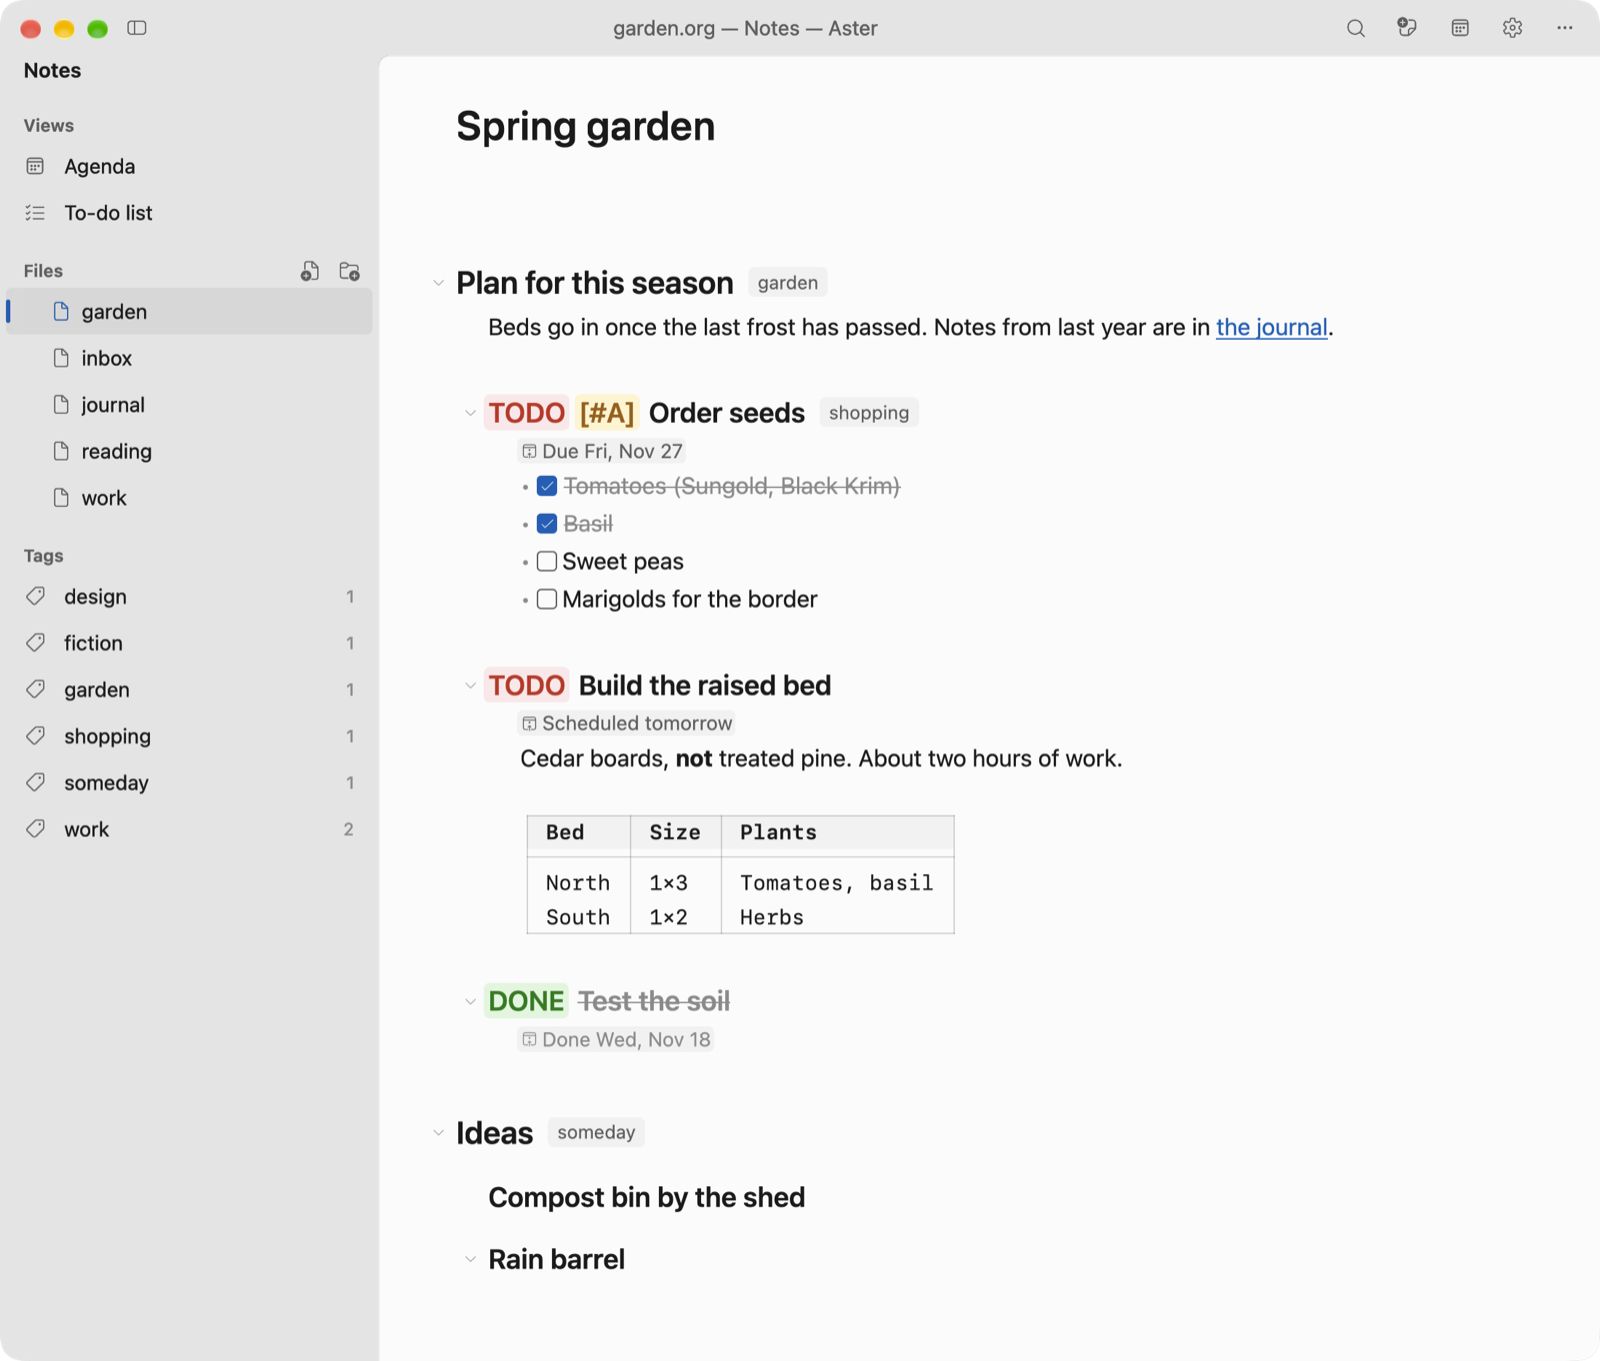 garden.org — Notes — Aster
Notes
Views
Agenda
To-do list
Files
garden
inbox
journal
reading
work
Tags
design 1
fiction 1
garden 1
shopping 1
someday 1
work 2
Spring garden
Plan for this season garden
Beds go in once the last frost has passed. Notes from last year are in the journal.
TODO [#A] Order seeds shopping
Due Fri, Nov 27
Tomatoes (Sungold, Black Krim)
Basil
Sweet peas
Marigolds for the border
TODO Build the raised bed
Scheduled tomorrow
Cedar boards, not treated pine. About two hours of work.
Bed Size Plants
North 1×3 Tomatoes, basil
South 1×2 Herbs
DONE Test the soil
Done Wed, Nov 18
Ideas someday
Compost bin by the shed
Rain barrel